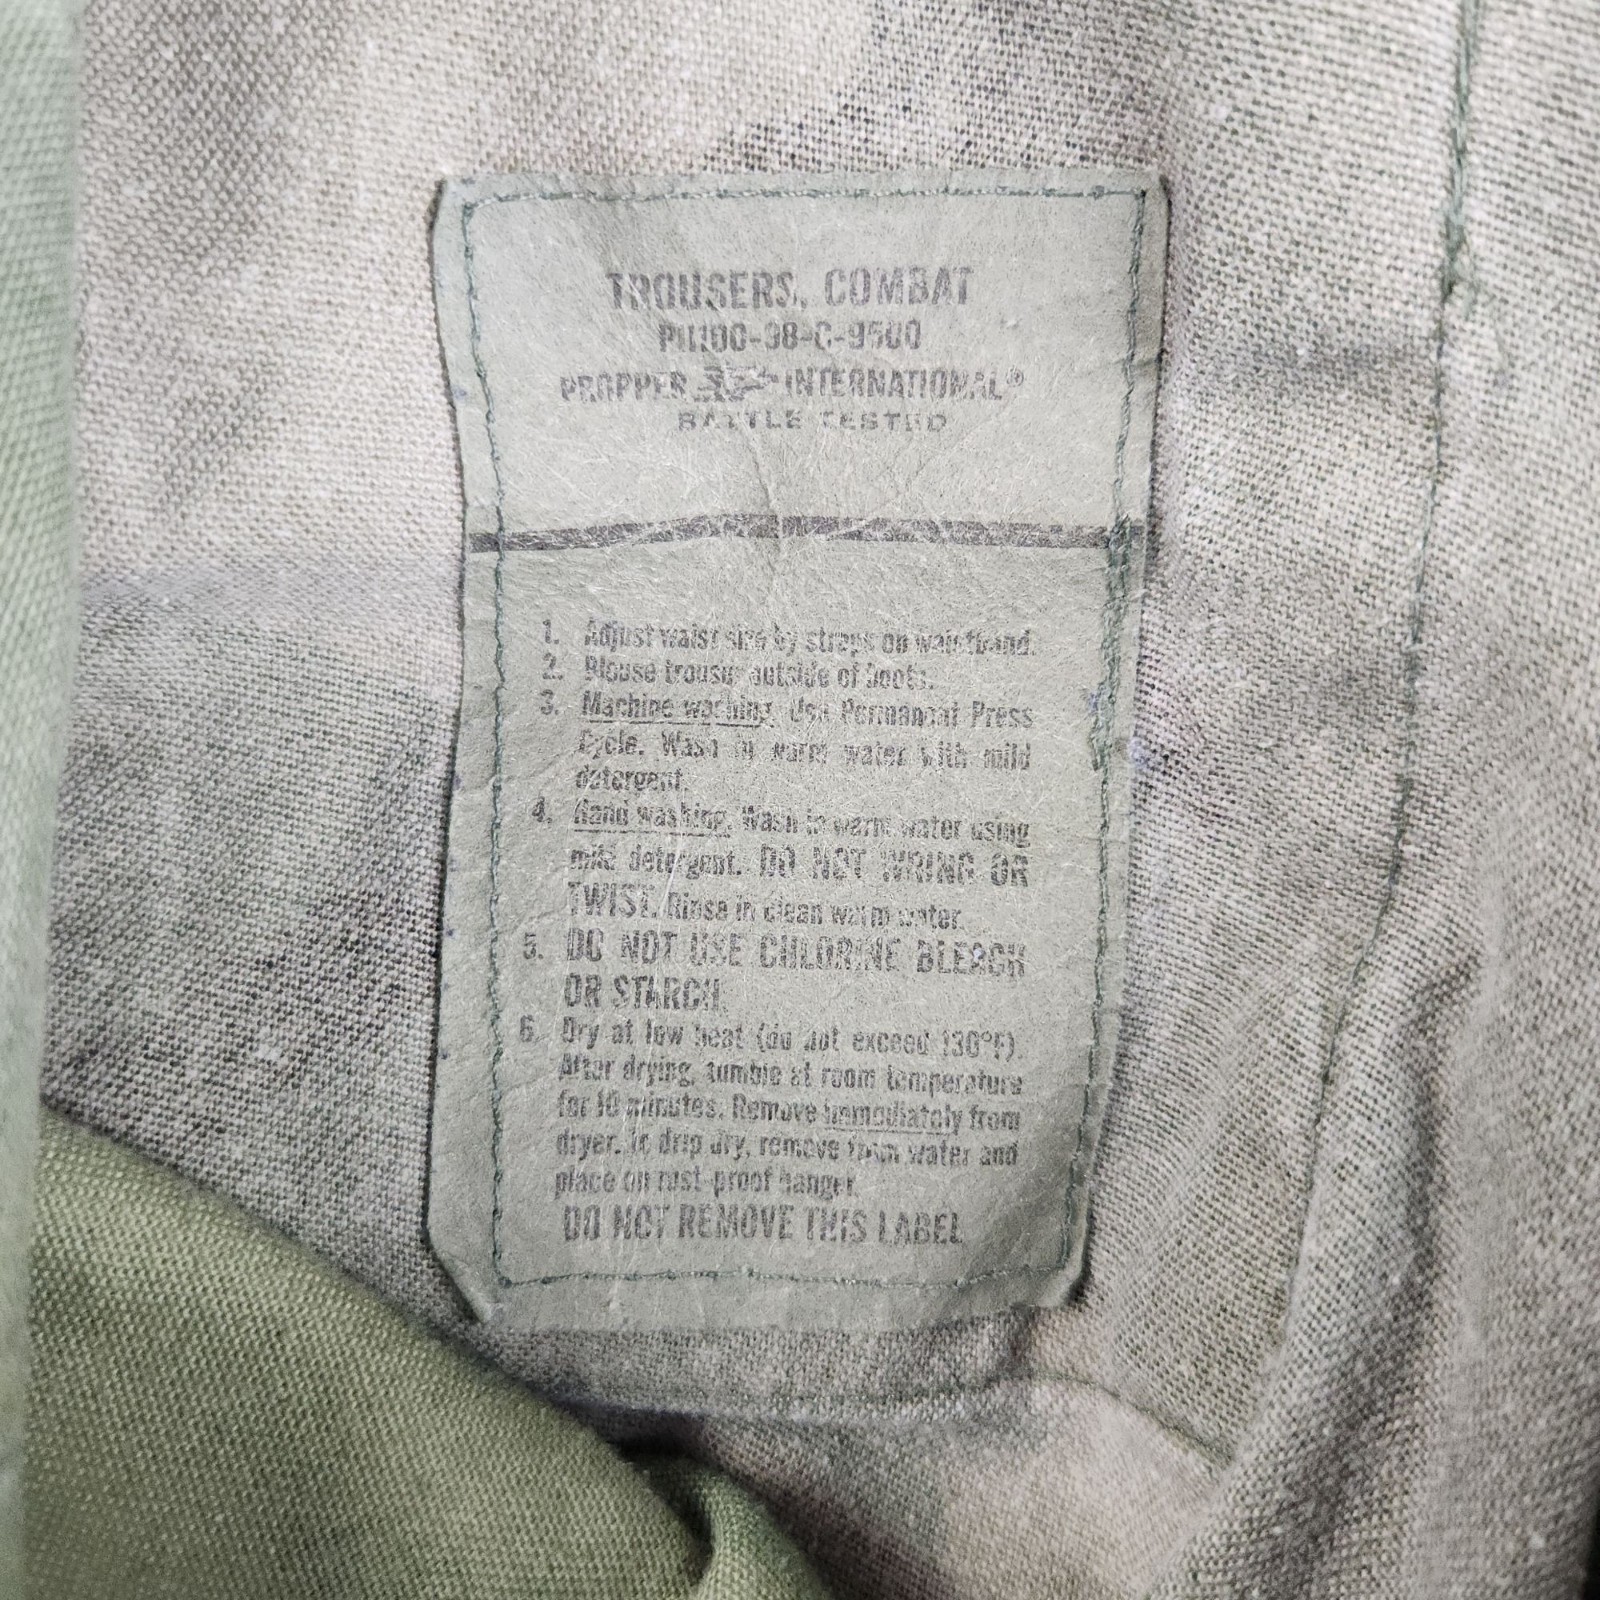 TROUSERS, COMBAT
PII100-98-C-9500
PROPPER INTERNATIONAL®
BATTLE TESTED
1. Adjust waist size by straps on waistband.
2. Blouse trouser outside of boots.
3. Machine washing. Use Permanent Press
Cycle. Wash in warm water with mild
detergent.
4. Hand washing. Wash in warm water using
mild detergent. DO NOT WRING OR
TWIST. Rinse in clean warm water.
5. DO NOT USE CHLORINE BLEACH
OR STARCH.
6. Dry at low heat (do not exceed 130°F).
After drying, tumble at room temperature
for 10 minutes. Remove immediately from
dryer. To drip dry, remove from water and
place on rust-proof hanger.
DO NOT REMOVE THIS LABEL